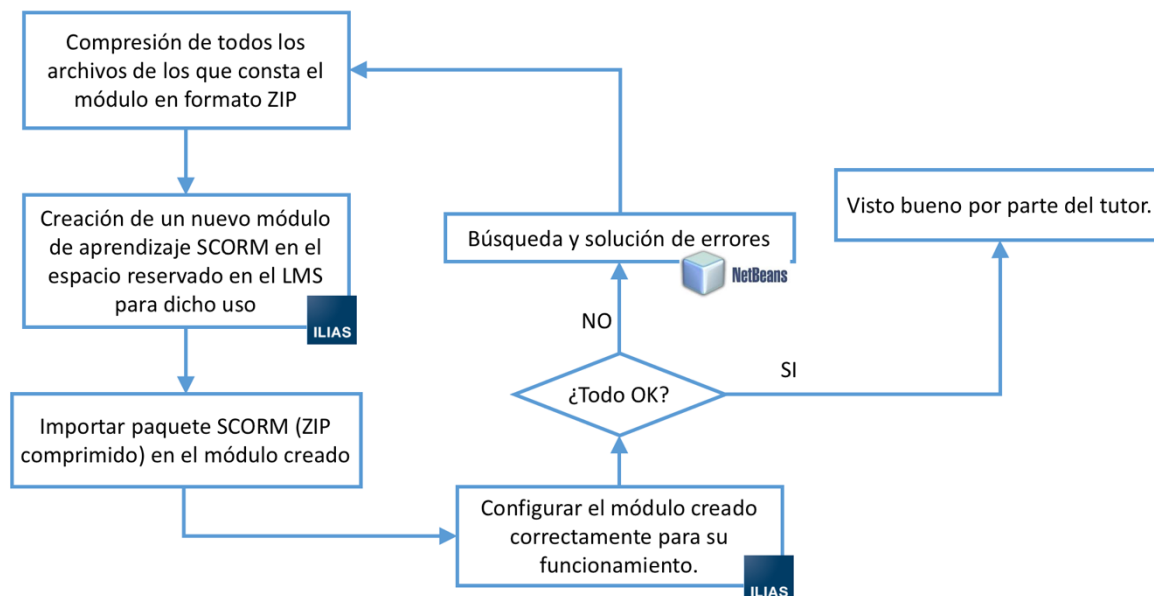 Compresión de todos los
archivos de los que consta el
módulo en formato ZIP
Creación de un nuevo módulo
de aprendizaje SCORM en el
espacio reservado en el LMS
para dicho uso
ILIAS
Importar paquete SCORM (ZIP
comprimido) en el módulo creado
Configurar el módulo creado
correctamente para su
funcionamiento.
ILIAS
¿Todo OK?
NO
Búsqueda y solución de errores
NetBeans
SI
Visto bueno por parte del tutor.